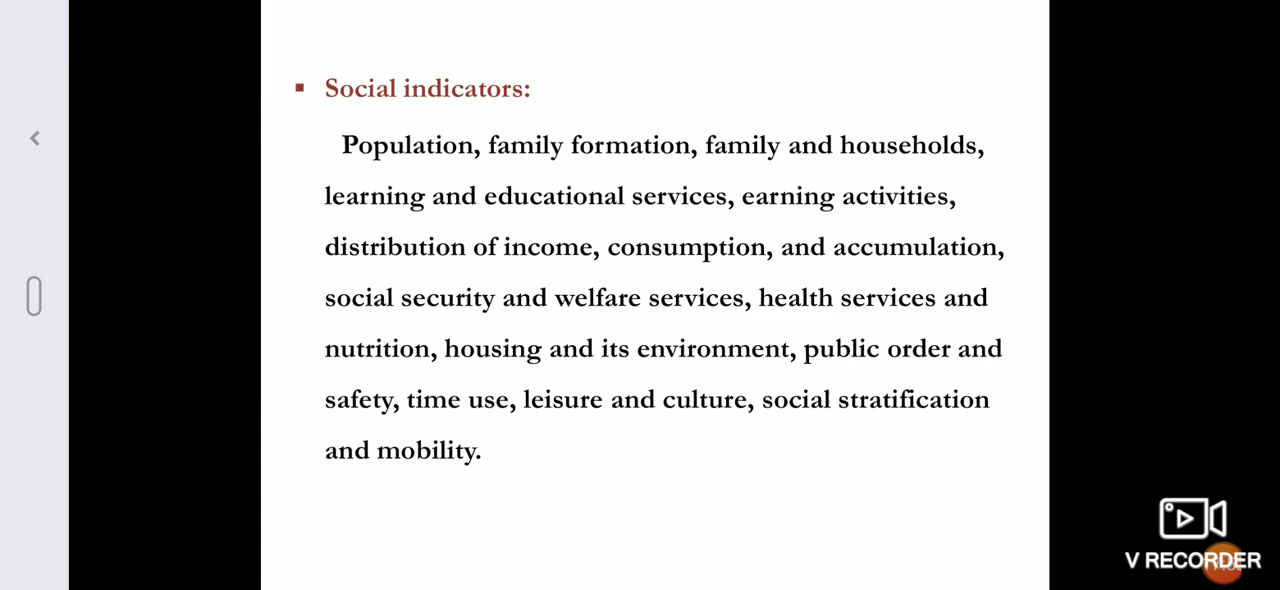 Social indicators:
Population, family formation, family and households,
learning and educational services, earning activities,
distribution of income, consumption, and accumulation,
social security and welfare services, health services and
nutrition, housing and its environment, public order and
safety, time use, leisure and culture, social stratification
and mobility.
V RECORDER